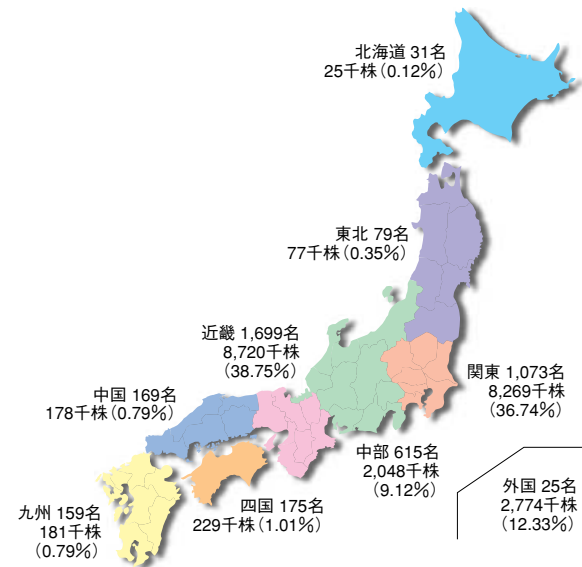 北海道 31名
25千株（0.12％）
東北 79名
77千株（0.35％）
近畿 1,699名
8,720千株
（38.75％）
関東 1,073名
8,269千株
（36.74％）
中国 169名
178千株（0.79％）
中部 615名
2,048千株
（9.12％）
外国 25名
2,774千株
（12.33％）
四国 175名
229千株（1.01％）
九州 159名
181千株
（0.79％）